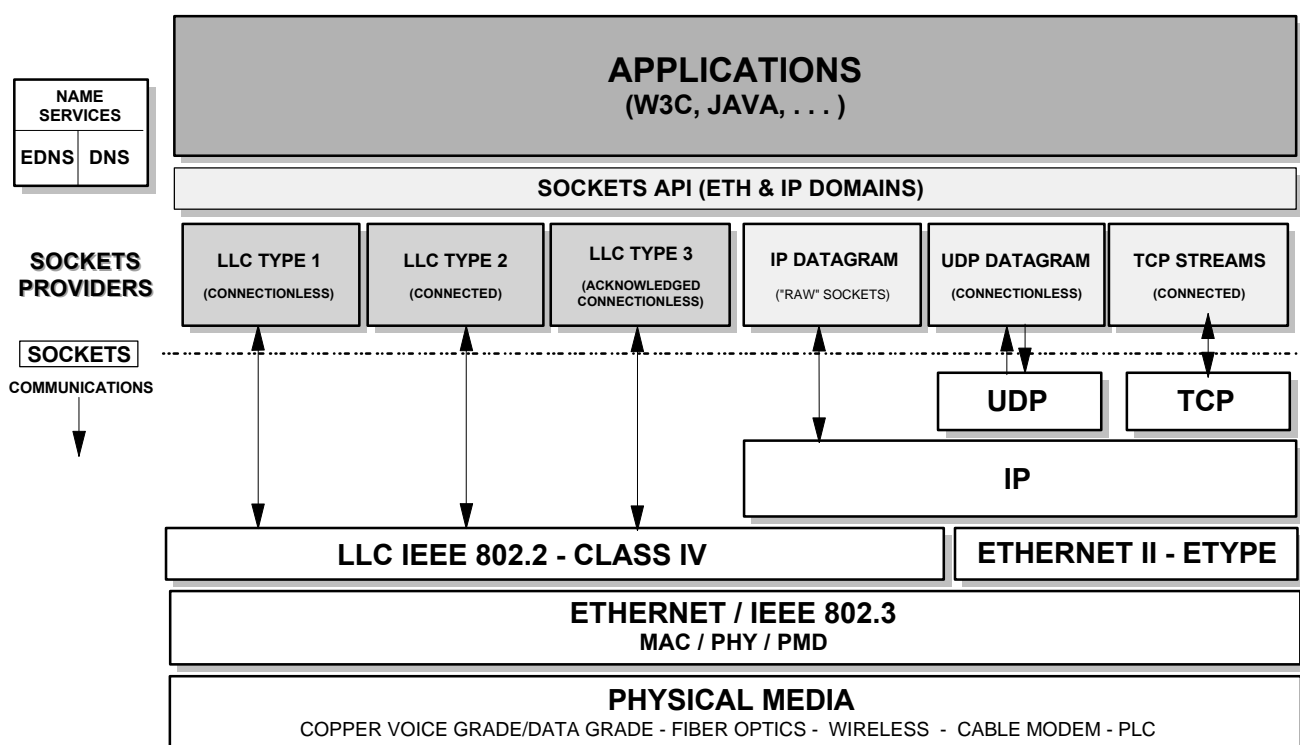 APPLICATIONS
(W3C, JAVA, . . . )
NAME
SERVICES
EDNS
DNS
SOCKETS API (ETH & IP DOMAINS)
SOCKETS
PROVIDERS
LLC TYPE 1
(CONNECTIONLESS)
LLC TYPE 2
(CONNECTED)
LLC TYPE 3
(ACKNOWLEDGED
CONNECTIONLESS)
IP DATAGRAM
("RAW" SOCKETS)
UDP DATAGRAM
(CONNECTIONLESS)
TCP STREAMS
(CONNECTED)
SOCKETS
COMMUNICATIONS
UDP
TCP
IP
LLC IEEE 802.2 - CLASS IV
ETHERNET II - ETYPE
ETHERNET / IEEE 802.3
MAC / PHY / PMD
PHYSICAL MEDIA
COPPER VOICE GRADE/DATA GRADE - FIBER OPTICS - WIRELESS - CABLE MODEM - PLC